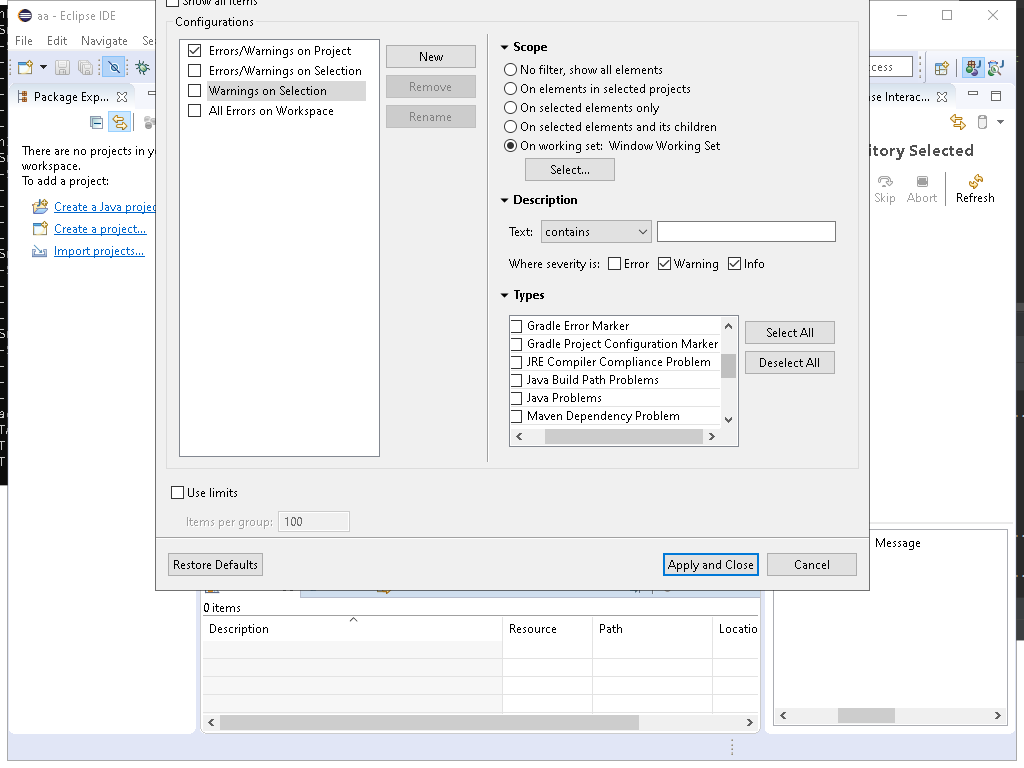 aa - Eclipse IDE
Show all items
File Edit Navigate Se
Configurations
Errors/Warnings on Project
Errors/Warnings on Selection
Warnings on Selection
All Errors on Workspace
New
Remove
Rename
Scope
No filter, show all elements
On elements in selected projects
On selected elements only
On selected elements and its children
On working set: Window Working Set
Select...
Description
Text: contains
Where severity is: Error Warning Info
Types
Gradle Error Marker
Gradle Project Configuration Marker
JRE Compiler Compliance Problem
Java Build Path Problems
Java Problems
Maven Dependency Problem
Select All
Deselect All
Use limits
Items per group: 100
Restore Defaults
Apply and Close
Cancel
Package Exp...
There are no projects in y
workspace.
To add a project:
Create a Java projec
Create a project...
Import projects...
cess
se Interac...
itory Selected
Skip Abort Refresh
Message
0 items
Description Resource Path Locatio